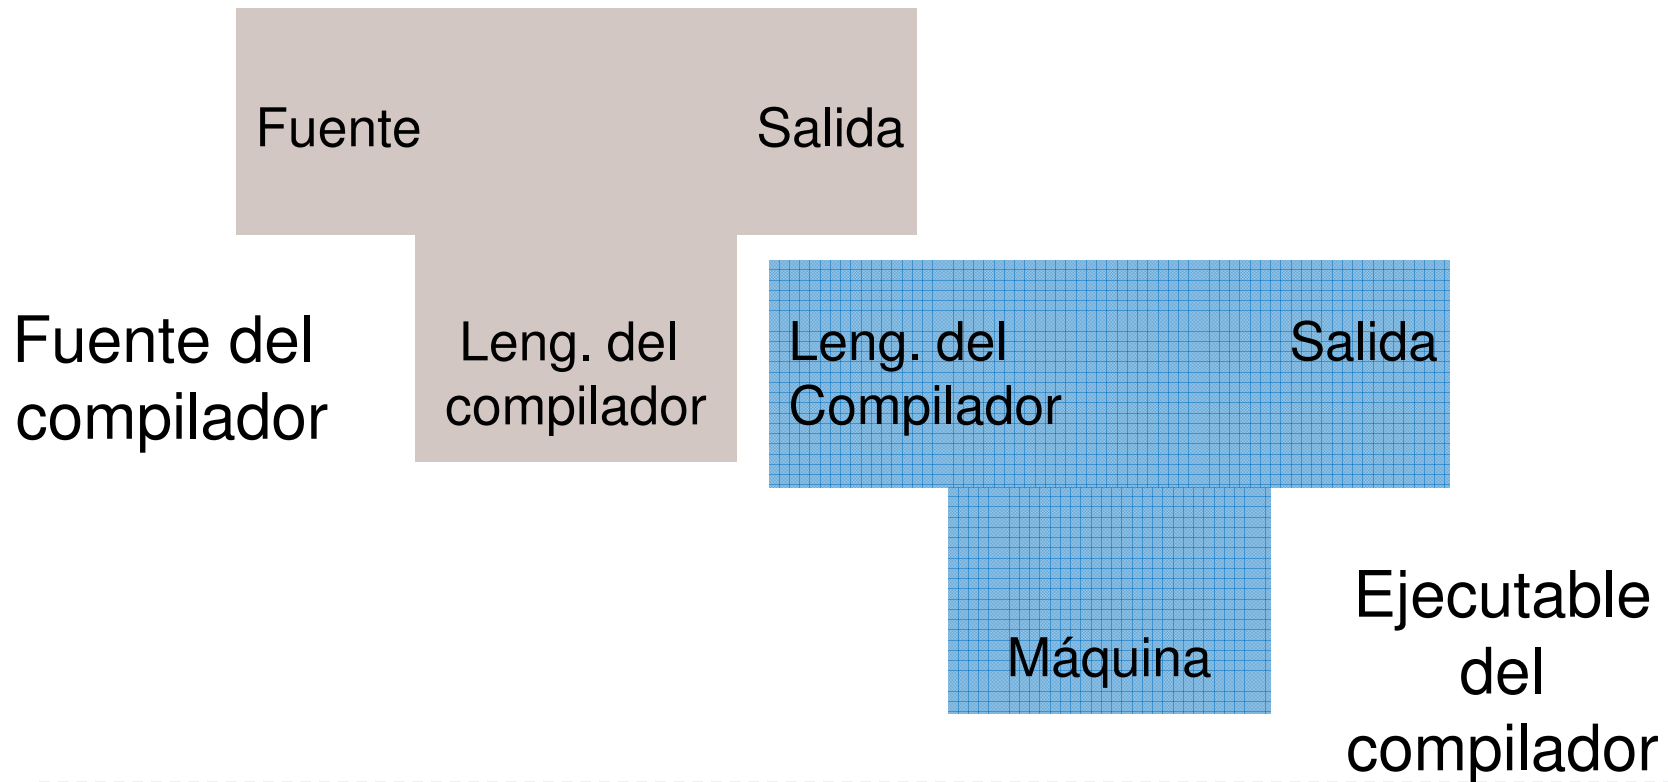 Fuente
Salida
Fuente del
compilador
Leng. del
compilador
Leng. del
Compilador
Salida
Máquina
Ejecutable
del
compilador